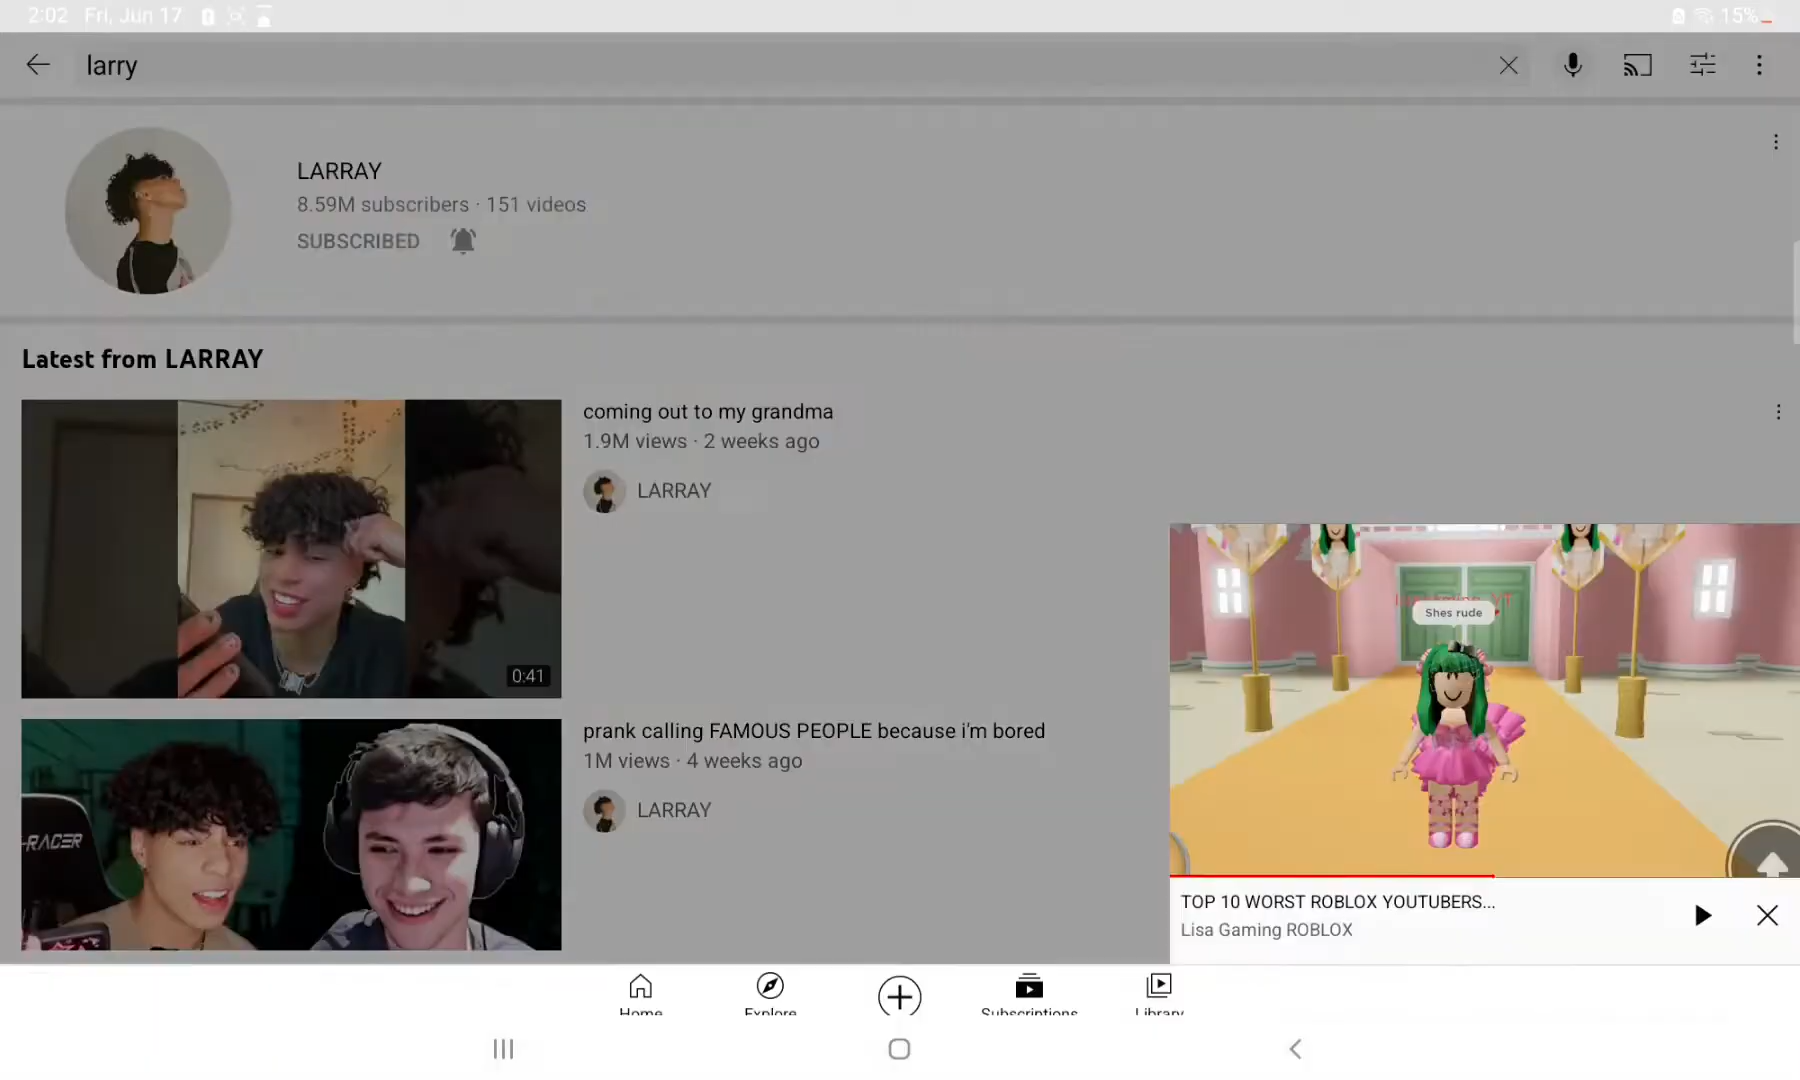 2:02 Fri, Jun 17
15%
larry
LARRAY
8.59M subscribers · 151 videos
SUBSCRIBED
Latest from LARRAY
coming out to my grandma
1.9M views · 2 weeks ago
LARRAY
0:41
Shes rude
prank calling FAMOUS PEOPLE because i'm bored
1M views · 4 weeks ago
LARRAY
-RACER
TOP 10 WORST ROBLOX YOUTUBERS...
Lisa Gaming ROBLOX
Home
Explore
Subscriptions
Library